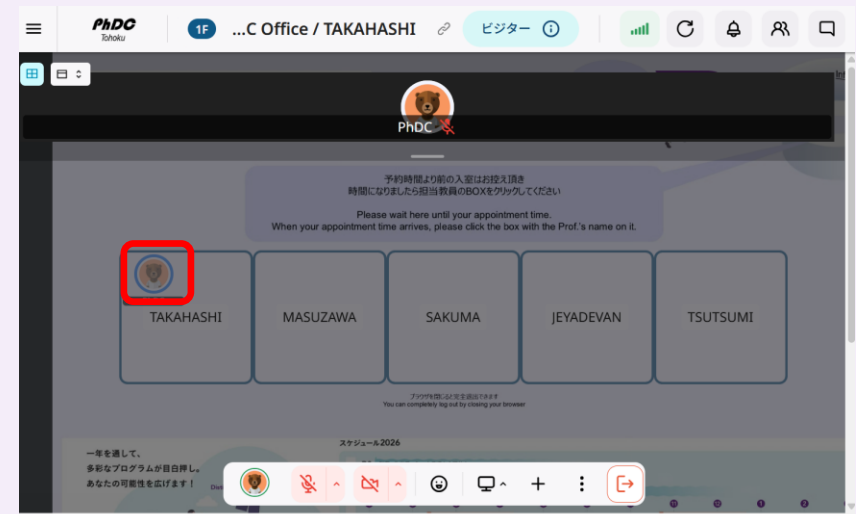 PhDC
Tohoku
1F
...C Office / TAKAHASHI
ビジター
PhDC
予約時間より前の入室はお控え頂き
時間になりましたら担当教員のBOXをクリックしてください
Please wait here until your appointment time.
When your appointment time arrives, please click the box with the Prof.'s name on it.
TAKAHASHI
MASUZAWA
SAKUMA
JEYADEVAN
TSUTSUMI
ブラウザを閉じると完全退出できます
You can completely log out by closing your browser
スケジュール2026
一年を通して、
多彩なプログラムが目白押し。
あなたの可能性を広げます！